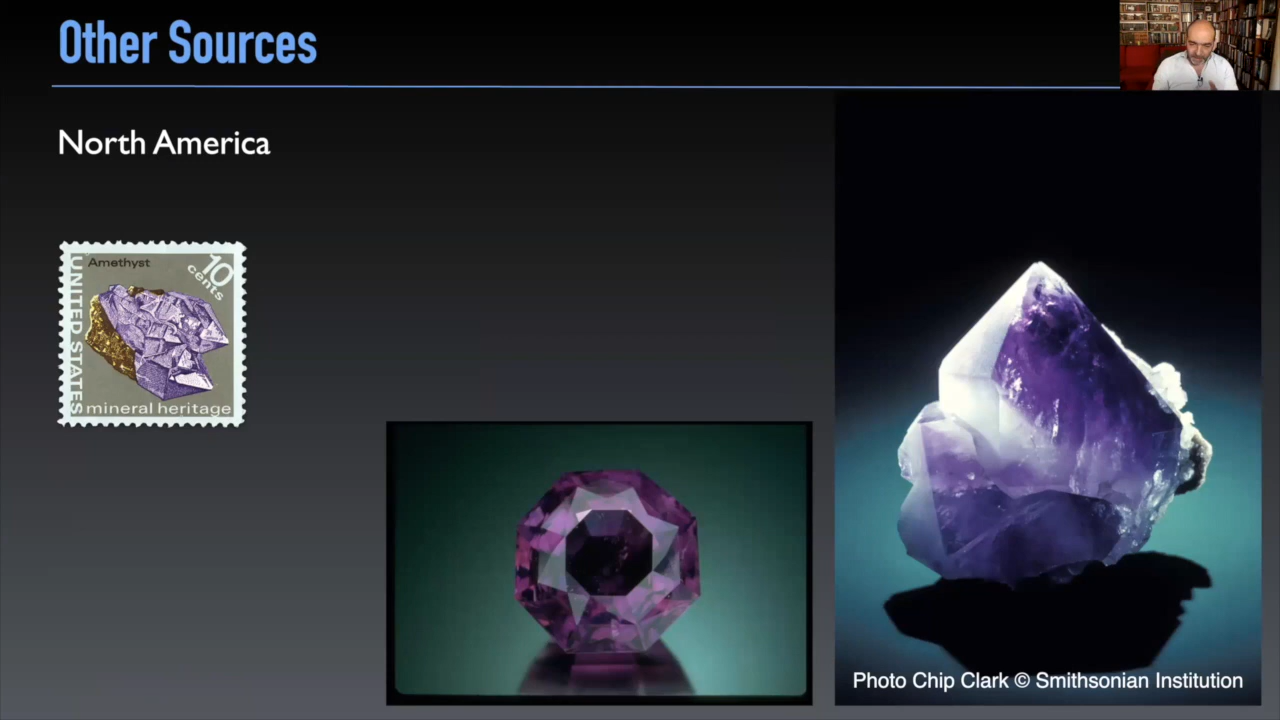 Other Sources
North America
Amethyst
10
cents
UNITED STATES
mineral heritage
Photo Chip Clark © Smithsonian Institution